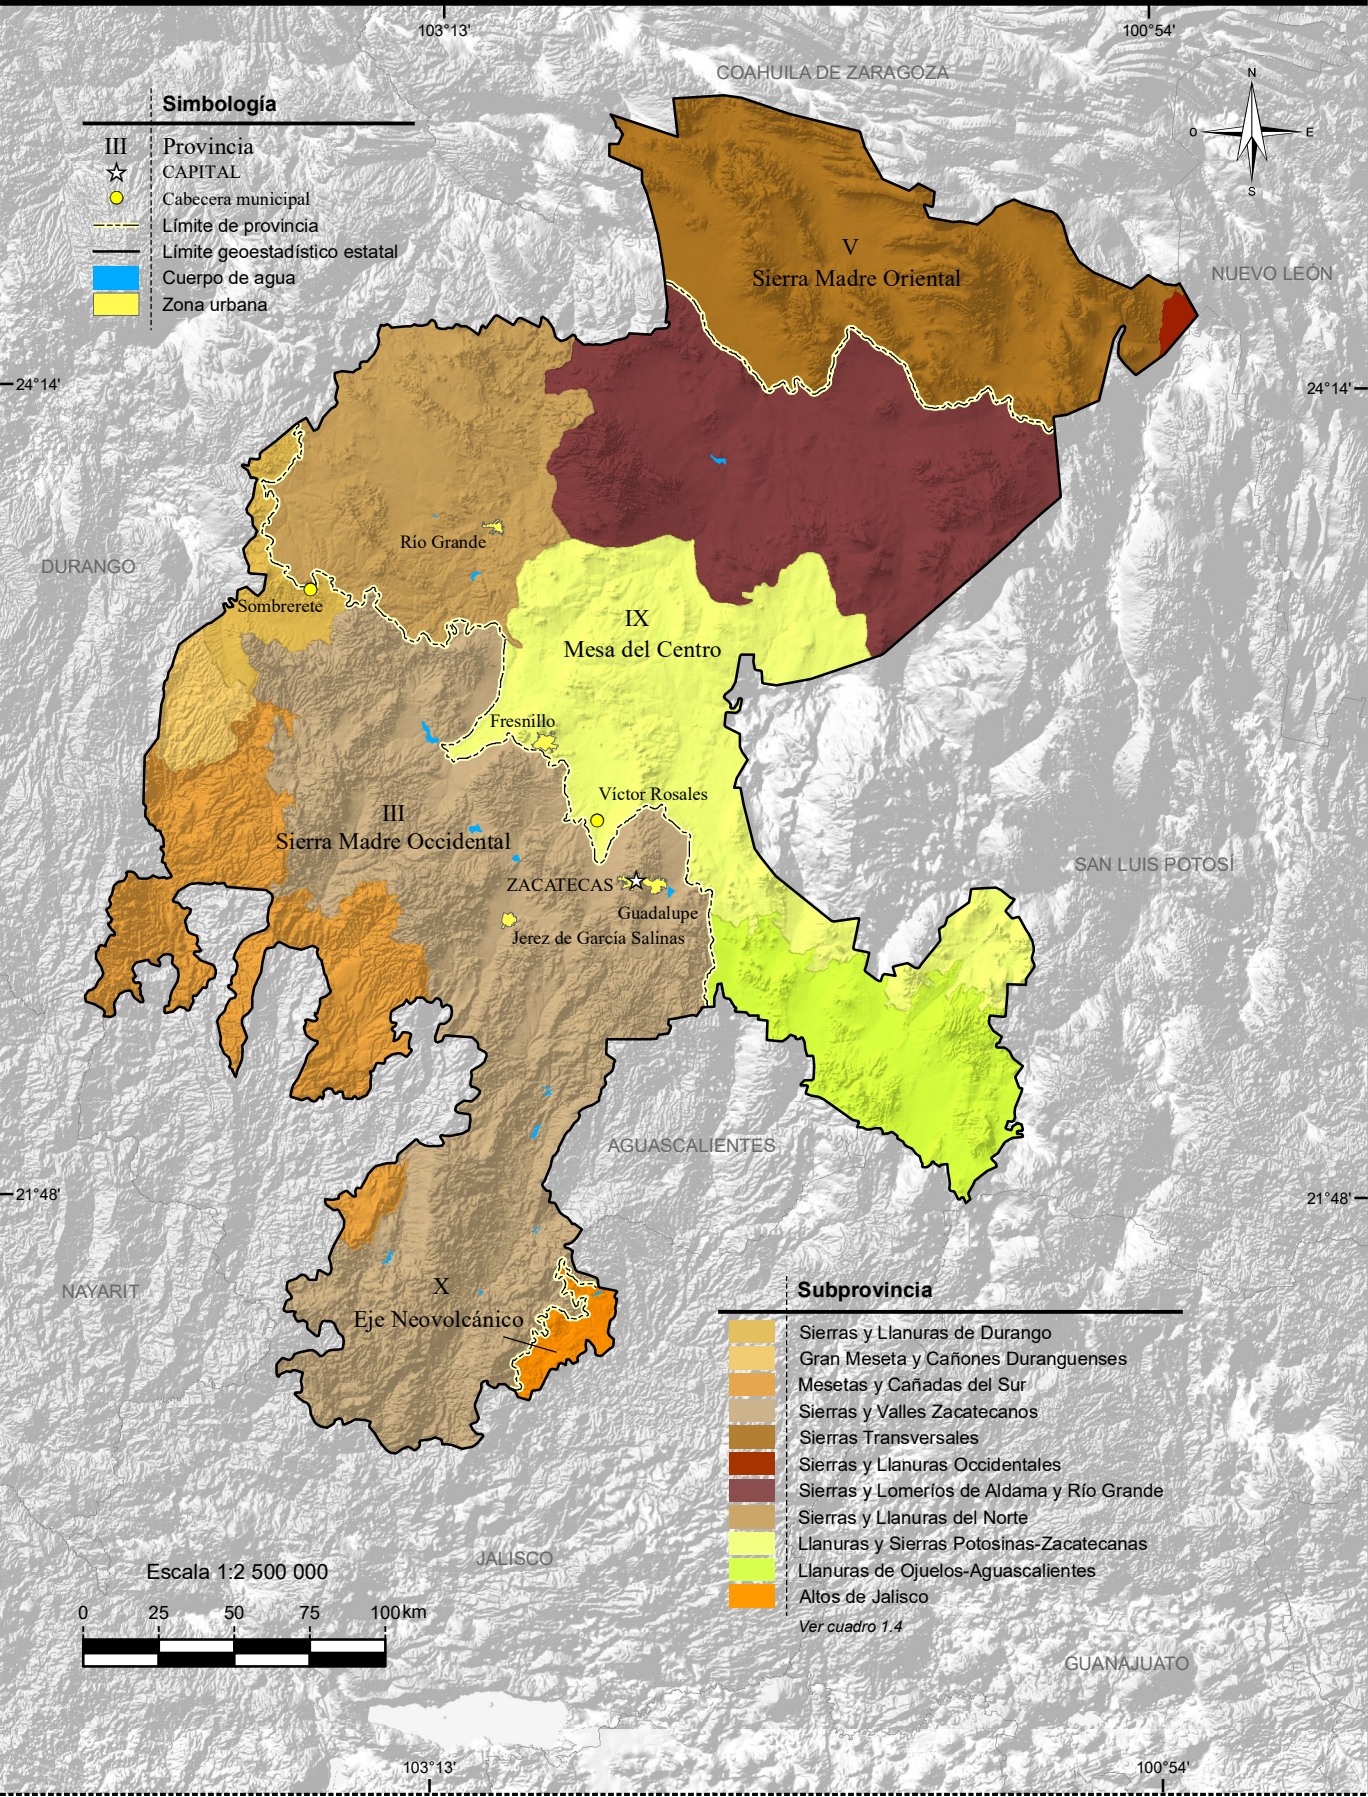 103°13'
100°54'
COAHUILA DE ZARAGOZA
N
O
E
S
Simbología
III Provincia
CAPITAL
Cabecera municipal
Límite de provincia
Límite geoestadístico estatal
Cuerpo de agua
Zona urbana
V
Sierra Madre Oriental
NUEVO LEÓN
24°14'
24°14'
Río Grande
DURANGO
Sombrerete
IX
Mesa del Centro
Fresnillo
Víctor Rosales
III
Sierra Madre Occidental
SAN LUIS POTOSÍ
ZACATECAS
Guadalupe
Jerez de García Salinas
AGUASCALIENTES
21°48'
21°48'
NAYARIT
X
Eje Neovolcánico
Subprovincia
Sierras y Llanuras de Durango
Gran Meseta y Cañones Duranguenses
Mesetas y Cañadas del Sur
Sierras y Valles Zacatecanos
Sierras Transversales
Sierras y Llanuras Occidentales
Sierras y Lomeríos de Aldama y Río Grande
Sierras y Llanuras del Norte
Llanuras y Sierras Potosinas-Zacatecanas
Llanuras de Ojuelos-Aguascalientes
Altos de Jalisco
Ver cuadro 1.4
JALISCO
Escala 1:2 500 000
0 25 50 75 100 km
GUANAJUATO
103°13'
100°54'